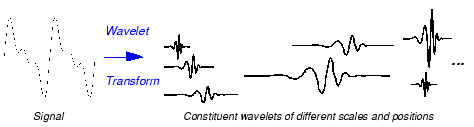 Wavelet
Transform
...
Signal
Constituent wavelets of different scales and positions